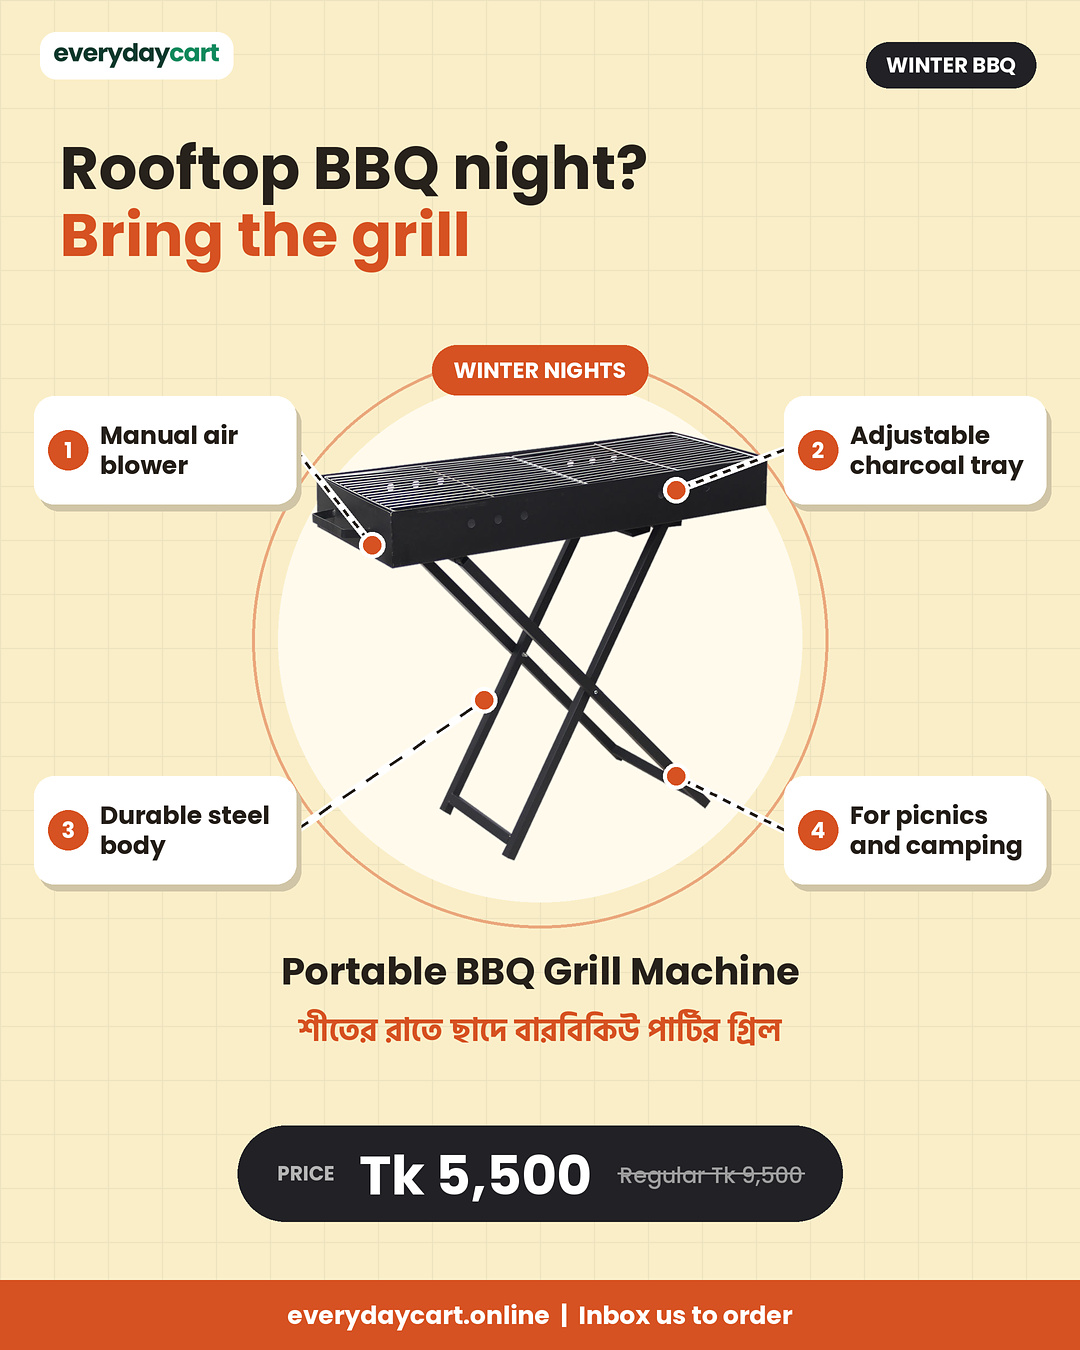 everydaycart
WINTER BBQ
Rooftop BBQ night?
Bring the grill
WINTER NIGHTS
1
Manual air
blower
2
Adjustable
charcoal tray
3
Durable steel
body
4
For picnics
and camping
Portable BBQ Grill Machine
শীতের রাতে ছাদে বারবিকিউ পার্টির গ্রিল
PRICE Tk 5,500 Regular Tk 9,500
everydaycart.online | Inbox us to order